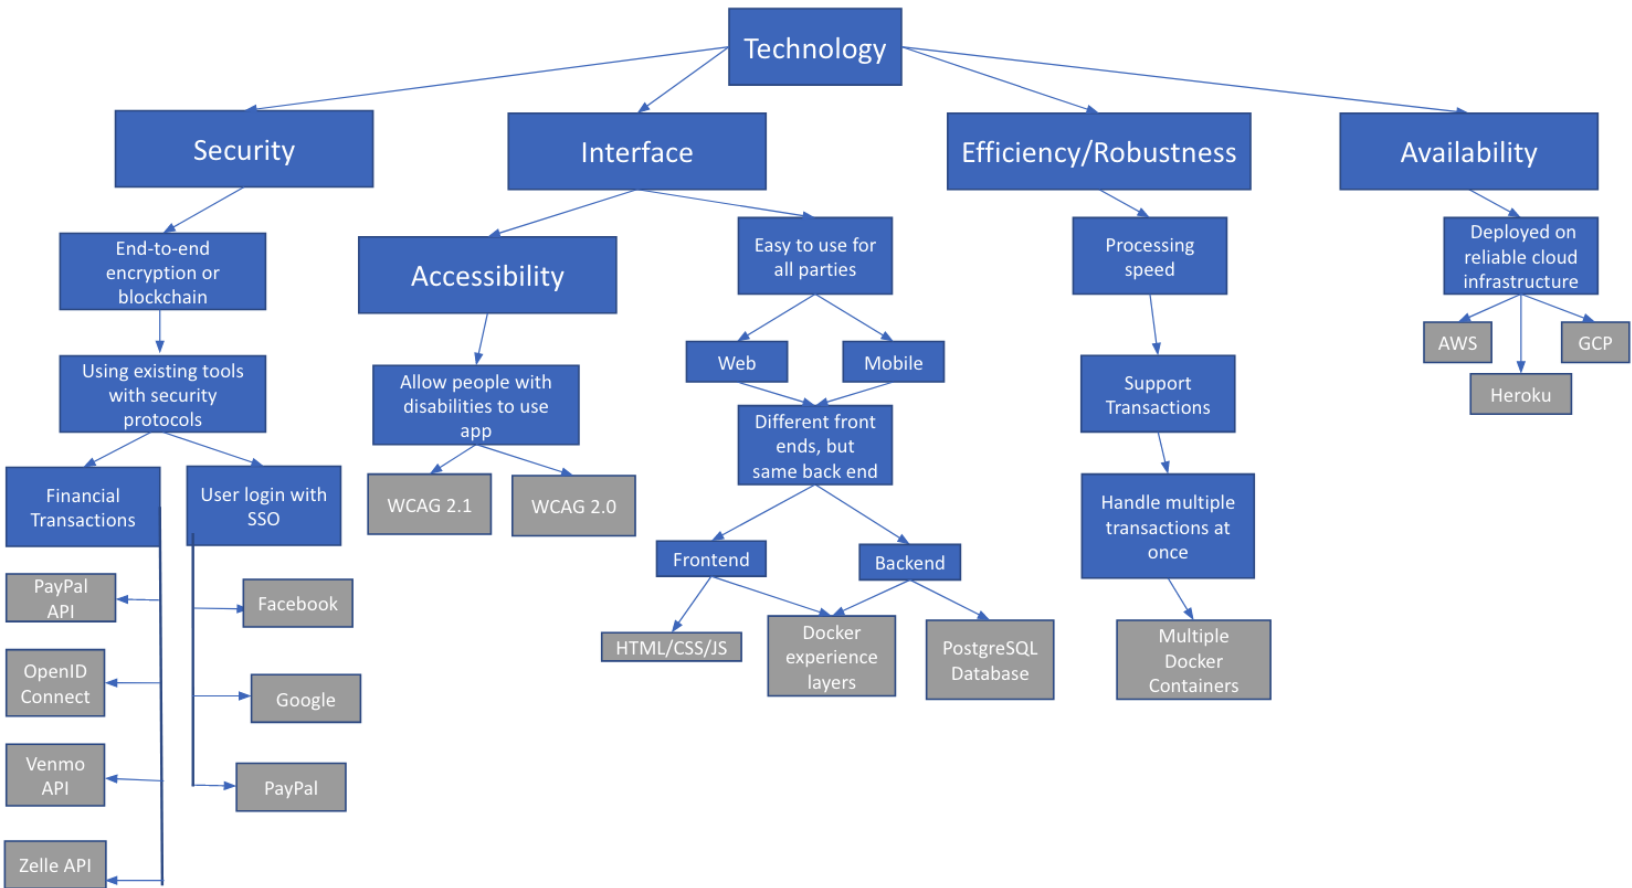 Technology
Security
Interface
Efficiency/Robustness
Availability
End-to-end
encryption or
blockchain
Accessibility
Easy to use for
all parties
Processing
speed
Deployed on
reliable cloud
infrastructure
Using existing tools
with security
protocols
Allow people with
disabilities to use
app
Web
Mobile
Support
Transactions
AWS
GCP
Heroku
Different front
ends, but
same back end
Financial
Transactions
User login with
SSO
WCAG 2.1
WCAG 2.0
Handle multiple
transactions at
once
Frontend
Backend
PayPal
API
Facebook
HTML/CSS/JS
Docker
experience
layers
PostgreSQL
Database
Multiple
Docker
Containers
OpenID
Connect
Google
Venmo
API
PayPal
Zelle API